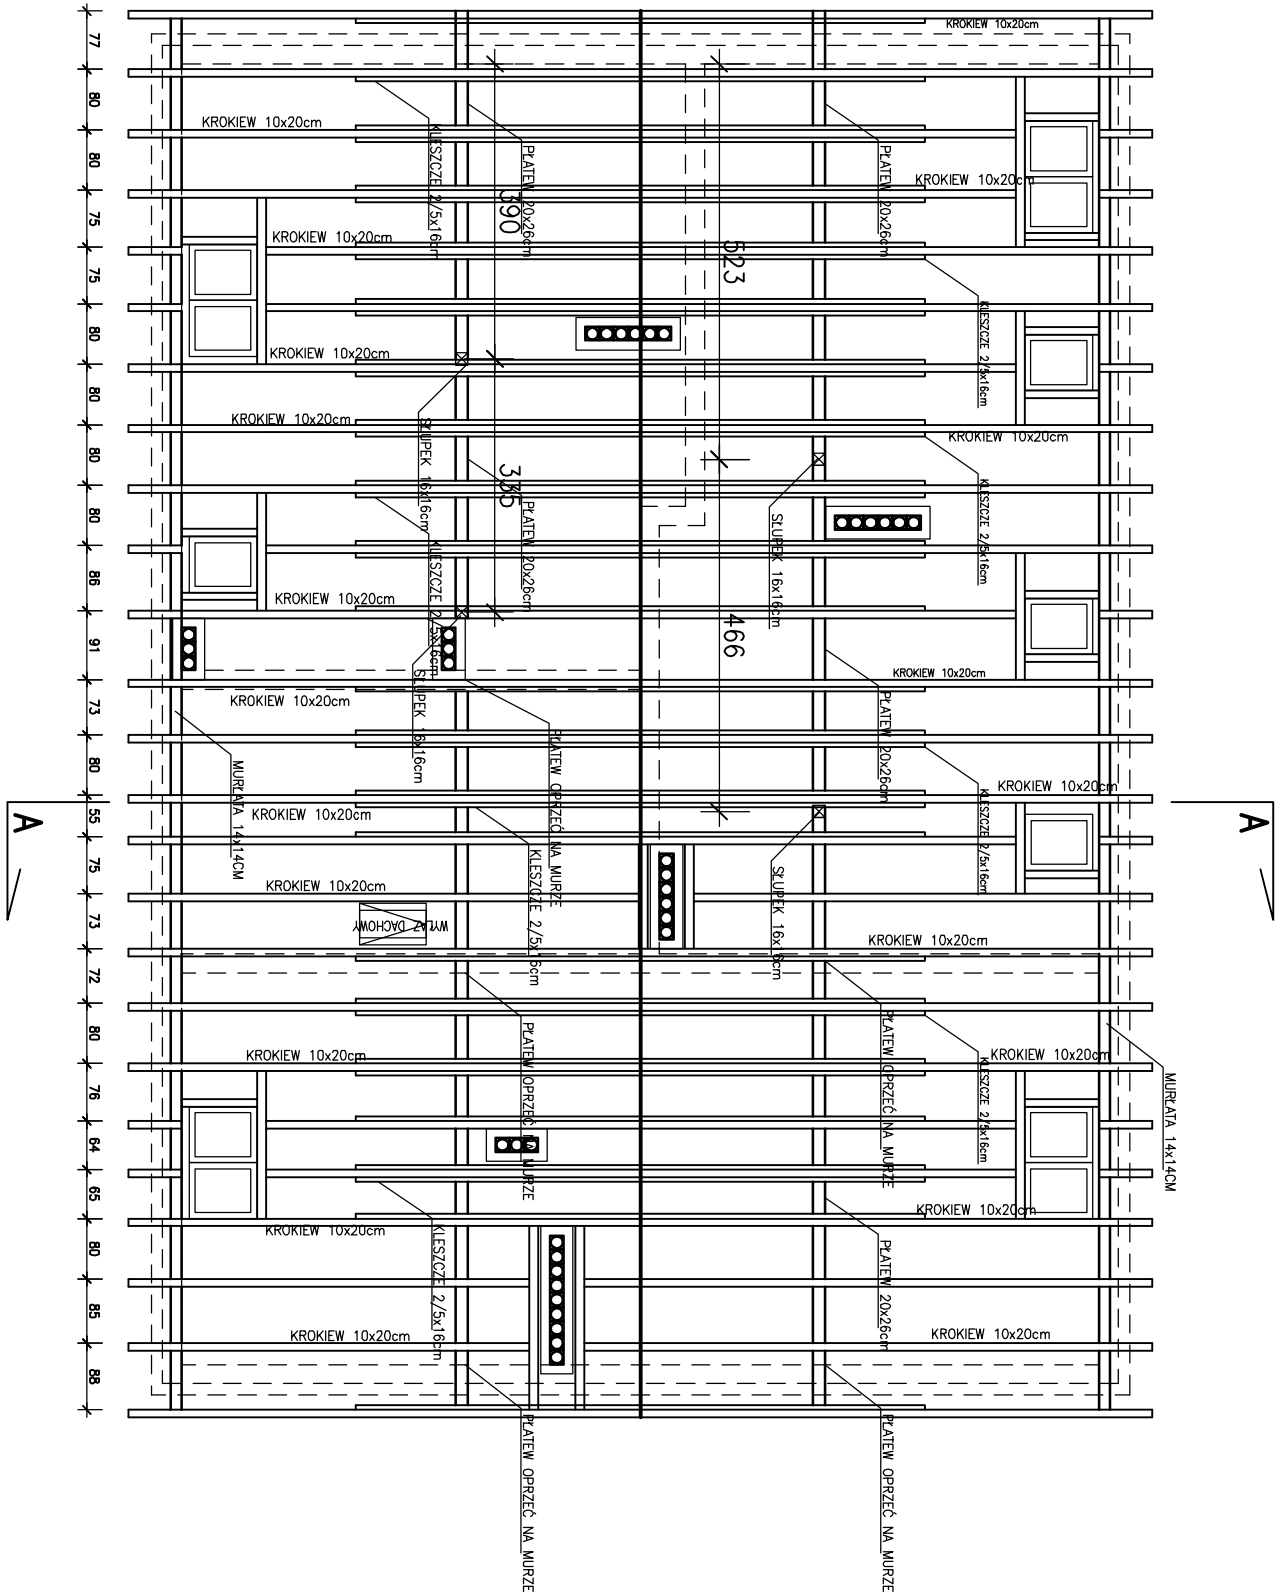 KROKIEW 10x20cm
77
80
KROKIEW 10x20cm
KLESZCZE 2/5x16cm
PŁATEW 20x26cm
PŁATEW 20x26cm
80
KROKIEW 10x20cm
390
75
KROKIEW 10x20cm
523
75
KLESZCZE 2/5x16cm
80
KROKIEW 10x20cm
80
KROKIEW 10x20cm
SŁUPEK 16x16cm
KROKIEW 10x20cm
80
335
KLESZCZE 2/5x16cm
PŁATEW 20x26cm
SŁUPEK 16x16cm
80
KLESZCZE 2/5x16cm
86
KROKIEW 10x20cm
466
91
SŁUPEK 16x16cm
KROKIEW 10x20cm
KROKIEW 10x20cm
73
PŁATEW 20x26cm
PŁATEW OPRZEĆ NA MURZE
MURŁATA 14x14CM
80
KROKIEW 10x20cm
KLESZCZE 2/5x16cm
A
55
KROKIEW 10x20cm
A
75
KLESZCZE 2/5x16cm
SŁUPEK 16x16cm
KROKIEW 10x20cm
73
WYŁAZ DACHOWY
KROKIEW 10x20cm
72
80
PŁATEW OPRZEĆ NA MURZE
PŁATEW OPRZEĆ NA MURZE
KROKIEW 10x20cm
KROKIEW 10x20cm
KLESZCZE 2/5x16cm
MURŁATA 14x14CM
76
64
65
KROKIEW 10x20cm
KROKIEW 10x20cm
KLESZCZE 2/5x16cm
80
PŁATEW 20x26cm
85
KROKIEW 10x20cm
KROKIEW 10x20cm
88
PŁATEW OPRZEĆ NA MURZE
PŁATEW OPRZEĆ NA MURZE